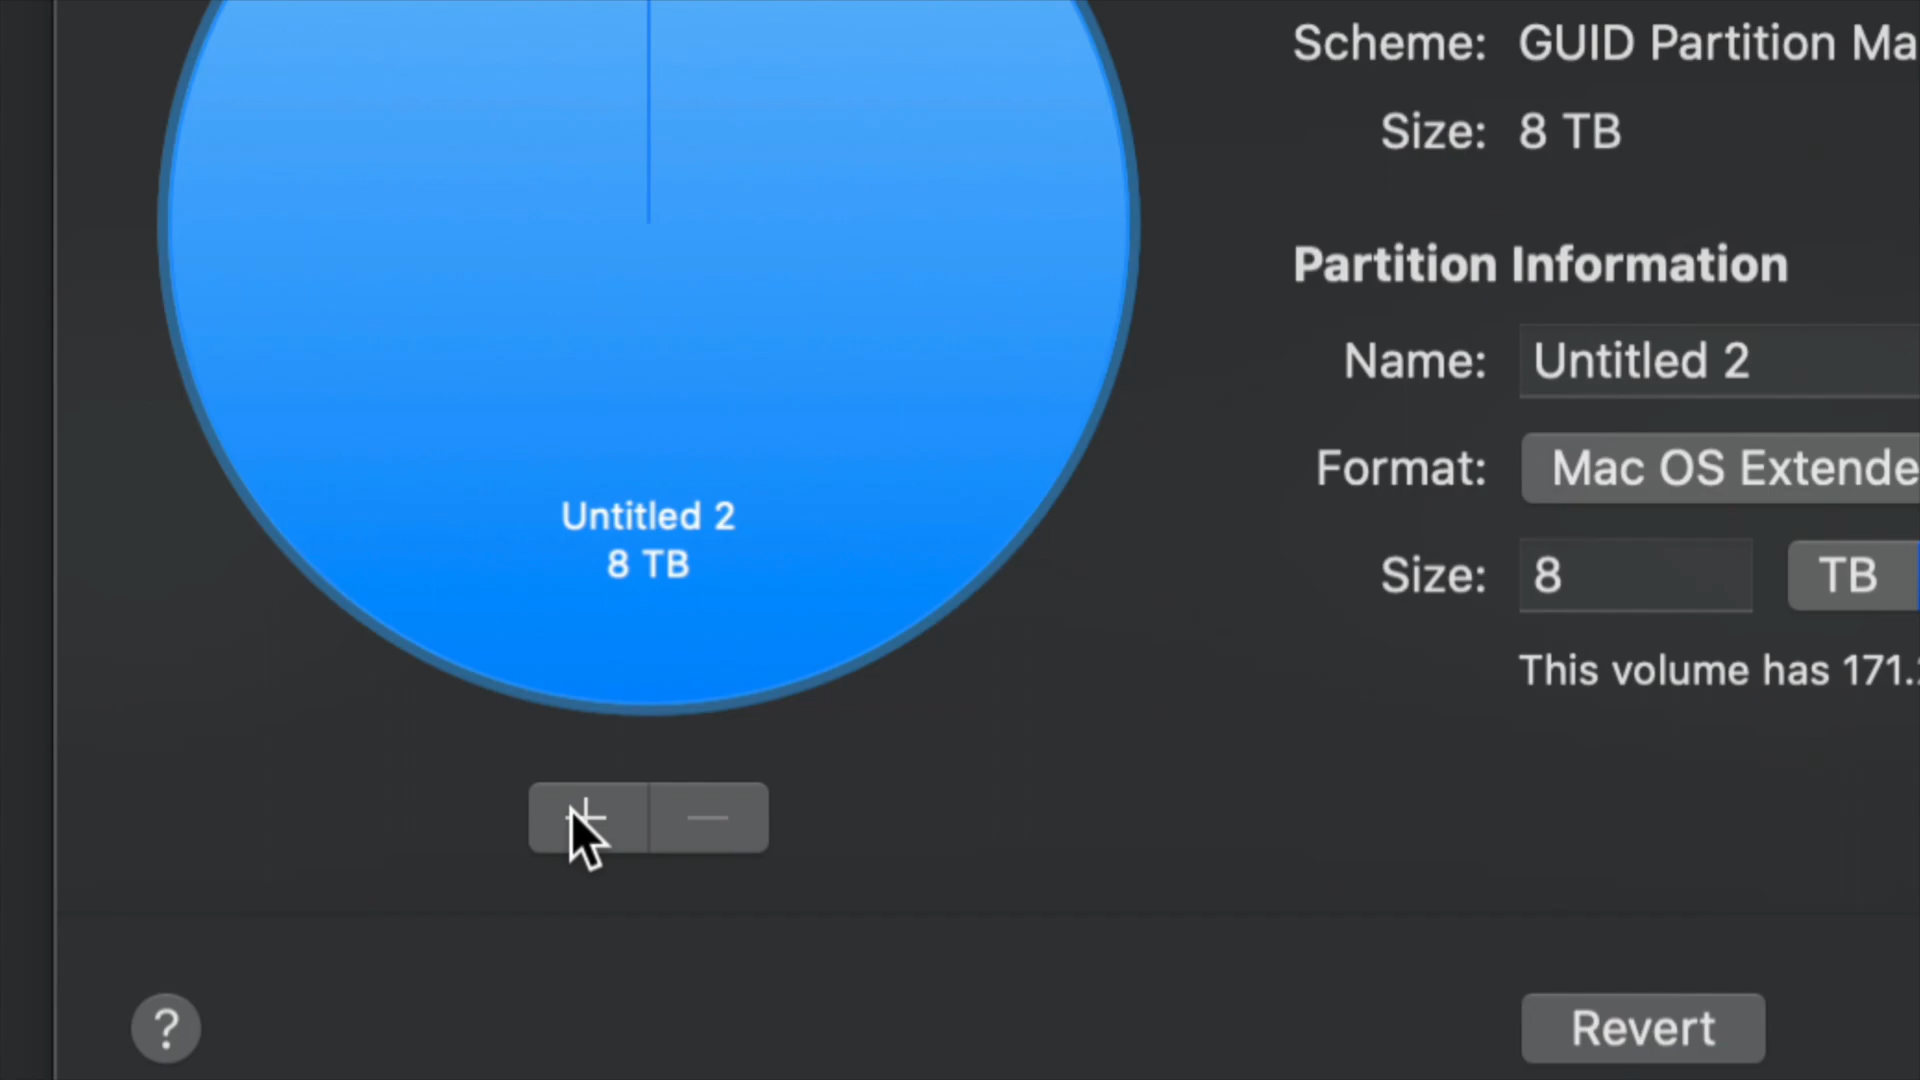 Scheme: GUID Partition Ma
Size: 8 TB
Partition Information
Name: Untitled 2
Format: Mac OS Extende
Untitled 2
8 TB
Size: 8 TB
This volume has 171.
?
Revert